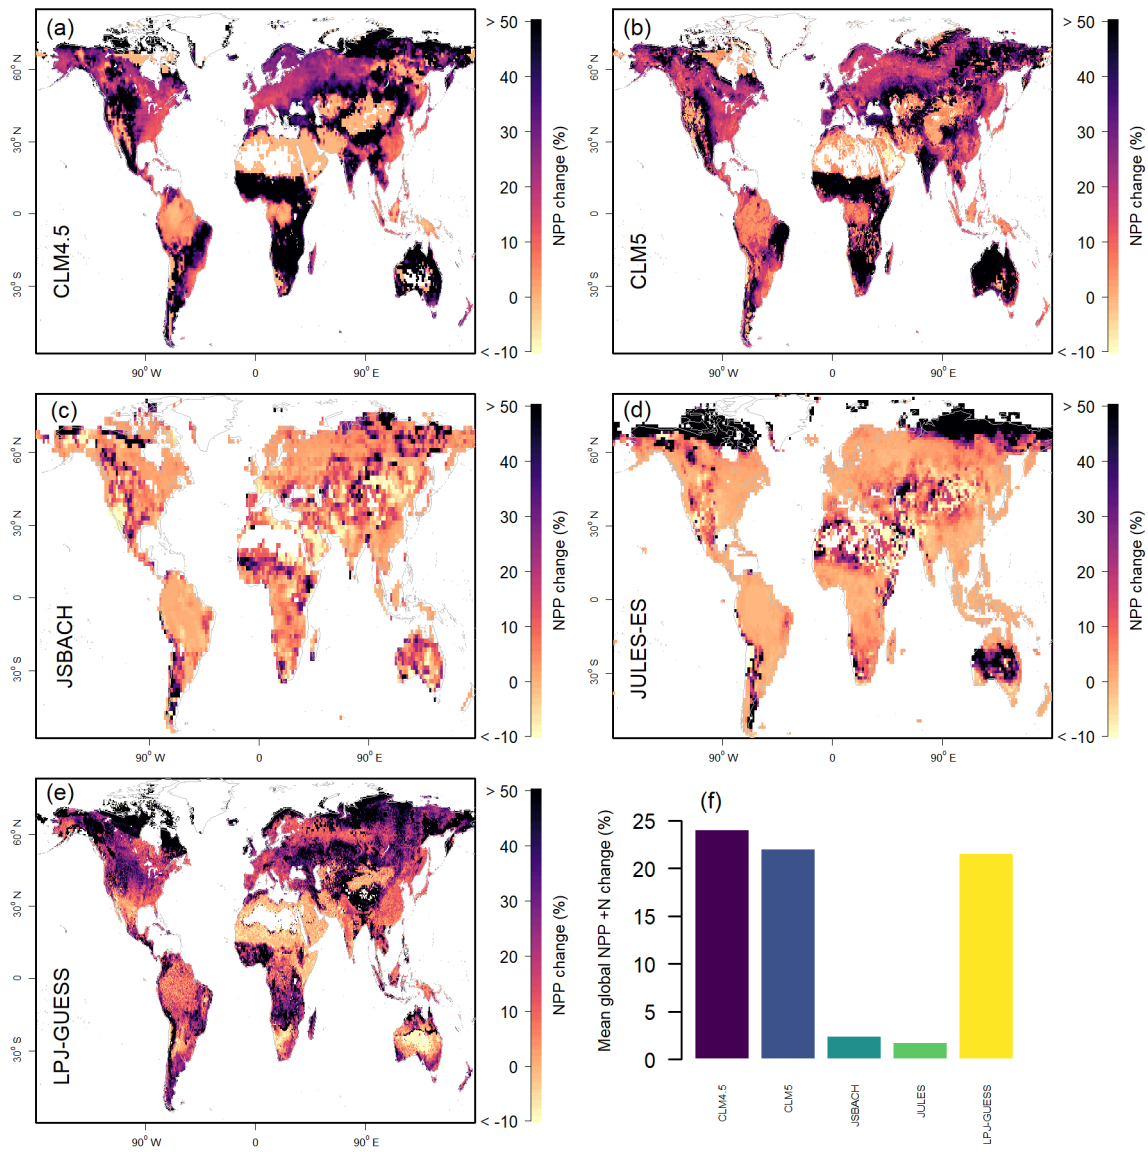 (a)
60° N
30° N
0
30° S
90° W
0
90° E
CLM4.5
> 50
40
30
20
10
0
< -10
NPP change (%)
(b)
60° N
30° N
0
30° S
90° W
0
90° E
CLM5
> 50
40
30
20
10
0
< -10
NPP change (%)
(c)
60° N
30° N
0
30° S
90° W
0
90° E
JSBACH
> 50
40
30
20
10
0
< -10
NPP change (%)
(d)
60° N
30° N
0
30° S
90° W
0
90° E
JULES-ES
> 50
40
30
20
10
0
< -10
NPP change (%)
(e)
60° N
30° N
0
30° S
90° W
0
90° E
LPJ-GUESS
> 50
40
30
20
10
0
< -10
NPP change (%)
(f)
Mean global NPP +N change (%)
25
20
15
10
5
0
CLM4.5
CLM5
JSBACH
JULES
LPJ-GUESS